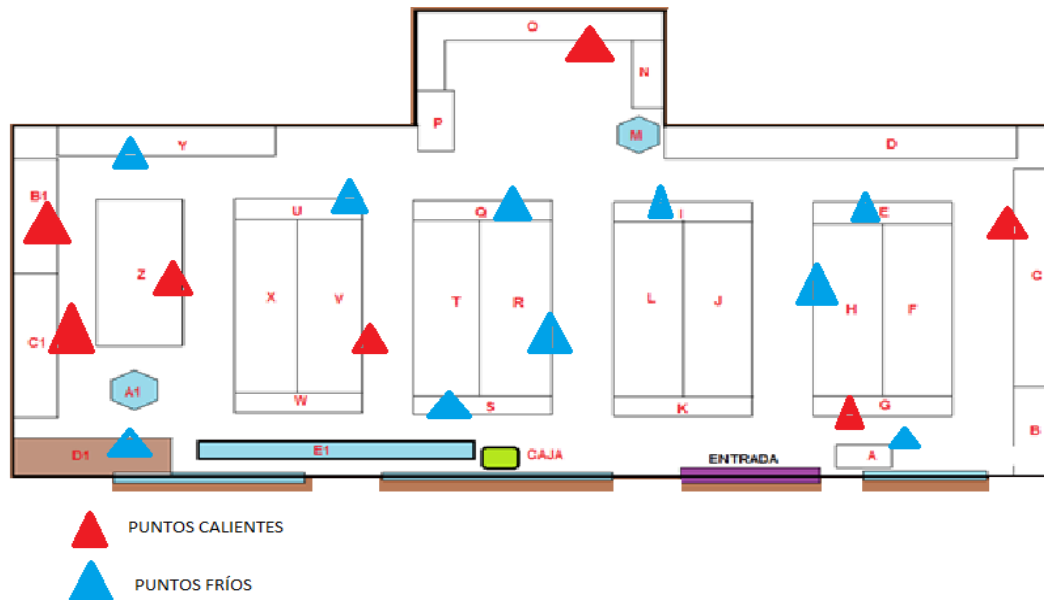 O
N
P
M
Y
D
B1
U
Q
I
E
Z
X
V
T
R
L
J
H
F
C
C1
A1
W
S
K
G
B
D1
E1
CAJA
ENTRADA
A
PUNTOS CALIENTES
PUNTOS FRÍOS